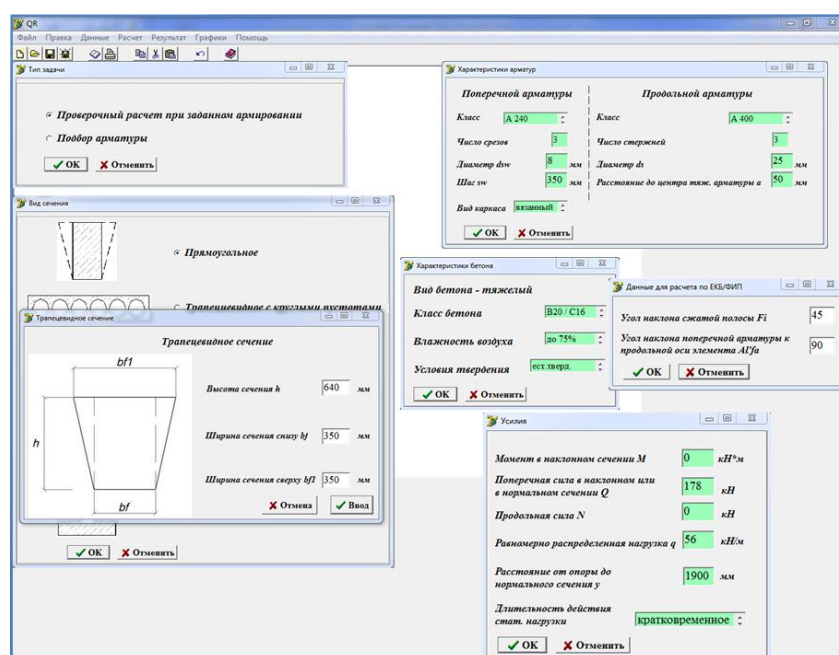 QR
Файл Правка Данные Расчет Результат Графики Помощь
Тип задачи
Проверочный расчет при заданном армировании
Подбор арматуры
OK Отменить
Характеристики арматур
Поперечной арматуры
Класс A 240
Число срезов 3
Диаметр dsw 8 мм
Шаг sw 350 мм
Вид каркаса вязанный
Продольной арматуры
Класс A 400
Число стержней 3
Диаметр ds 25 мм
Расстояние до центра тяж. арматуры a 50 мм
OK Отменить
Вид сечения
Прямоугольное
Трапецевидное с круглыми пустотами
Трапецевидное сечение
Трапецевидное сечение
bf1
h
bf
Высота сечения h 640 мм
Ширина сечения снизу bf 350 мм
Ширина сечения сверху bf1 350 мм
Отмена Ввод
OK Отменить
Характеристики бетона
Вид бетона - тяжелый
Класс бетона B20 / C16
Влажность воздуха до 75%
Условия твердения ест.тверд.
OK Отменить
Данные для расчета по ЕКБ/ФИП
Угол наклона сжатой полосы Fi 45
Угол наклона поперечной арматуры к
продольной оси элемента Al'fa 90
OK Отменить
Усилия
Момент в наклонном сечении M 0 кН*м
Поперечная сила в наклонном или
в нормальном сечении Q 178 кН
Продольная сила N 0 кН
Равномерно распределенная нагрузка q 56 кН/м
Расстояние от опоры до
нормального сечения y 1900 мм
Длительность действия
стат. нагрузки кратковременное
OK Отменить